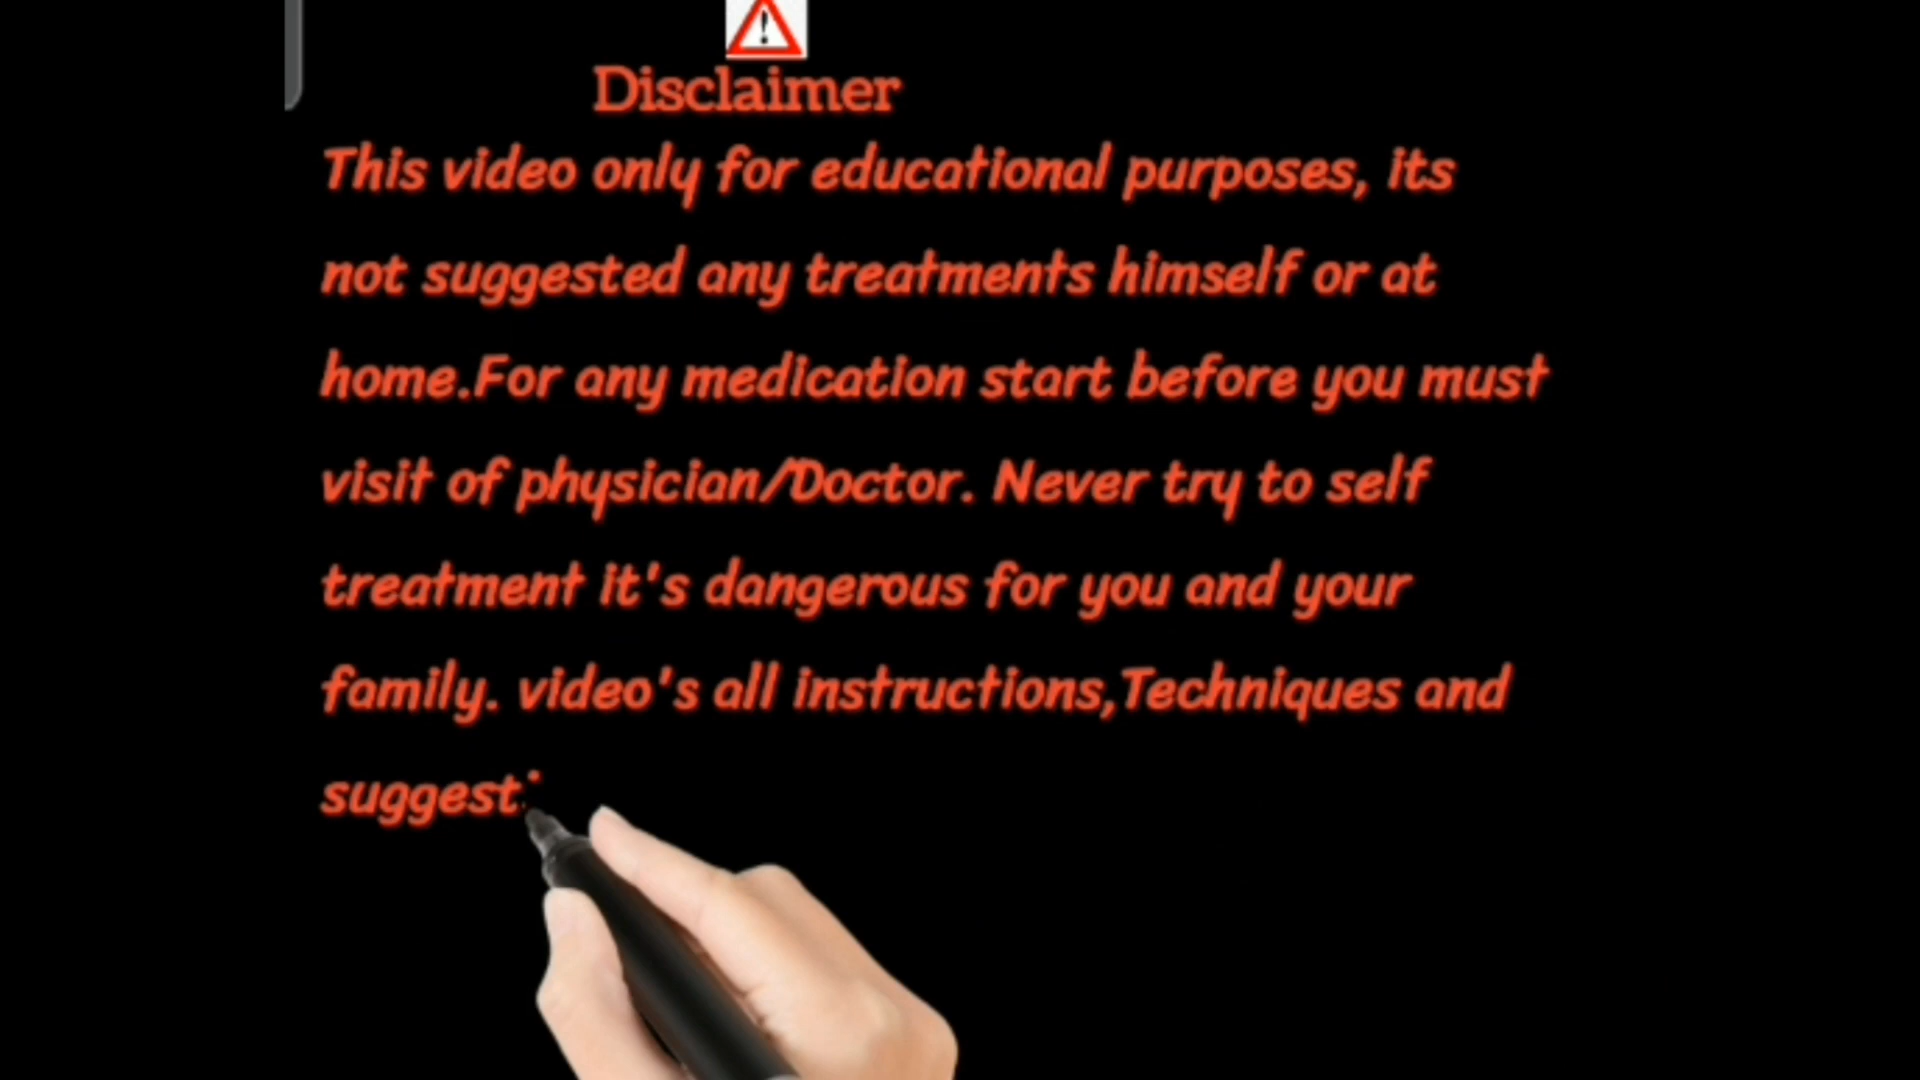 Disclaimer
This video only for educational purposes, its
not suggested any treatments himself or at
home.For any medication start before you must
visit of physician/Doctor. Never try to self
treatment it's dangerous for you and your
family. video's all instructions,Techniques and
suggesti